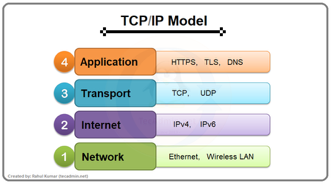 TCP/IP Model
4 Application HTTPS, TLS, DNS
3 Transport TCP, UDP
2 Internet IPv4, IPv6
1 Network Ethernet, Wireless LAN
Created By: Rahul Kumar (tecadmin.net)